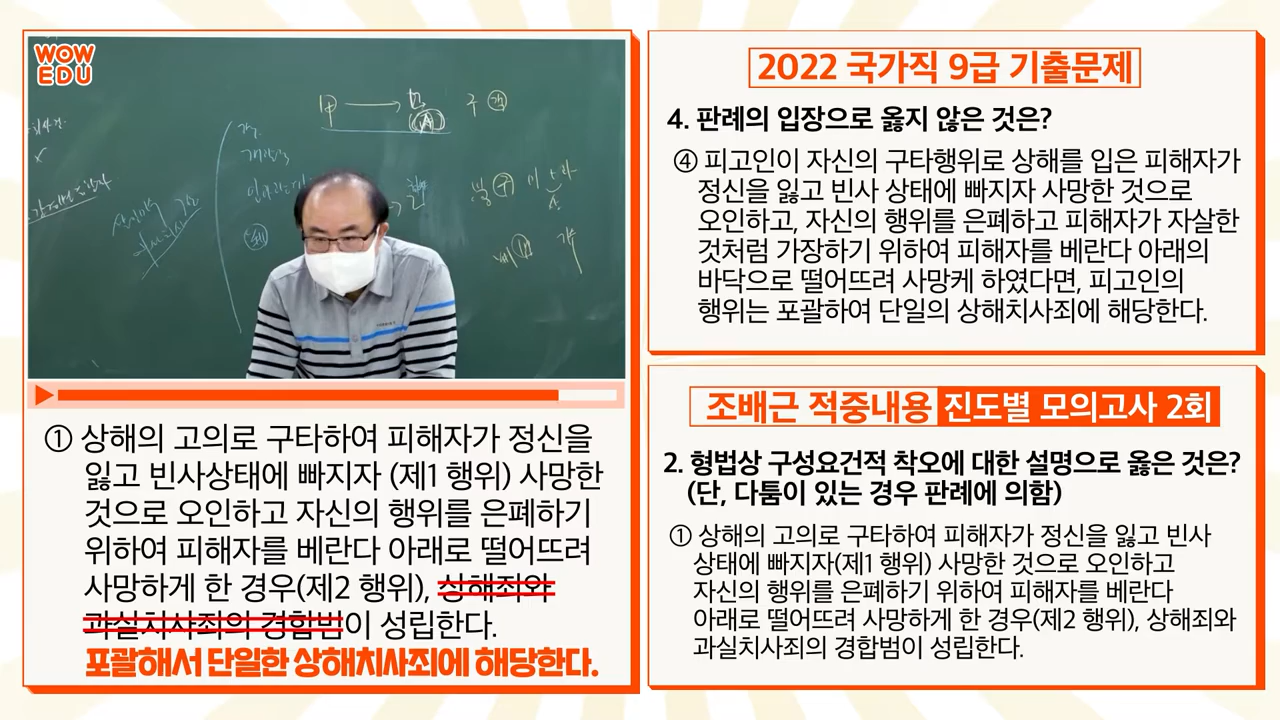 WOW
EDU
① 상해의 고의로 구타하여 피해자가 정신을
잃고 빈사상태에 빠지자 (제1 행위) 사망한
것으로 오인하고 자신의 행위를 은폐하기
위하여 피해자를 베란다 아래로 떨어뜨려
사망하게 한 경우(제2 행위), 상해죄와
과실치사죄의 경합범이 성립한다.
포괄해서 단일한 상해치사죄에 해당한다.
2022 국가직 9급 기출문제
4. 판례의 입장으로 옳지 않은 것은?
④ 피고인이 자신의 구타행위로 상해를 입은 피해자가
정신을 잃고 빈사 상태에 빠지자 사망한 것으로
오인하고, 자신의 행위를 은폐하고 피해자가 자살한
것처럼 가장하기 위하여 피해자를 베란다 아래의
바닥으로 떨어뜨려 사망케 하였다면, 피고인의
행위는 포괄하여 단일의 상해치사죄에 해당한다.
조배근 적중내용 진도별 모의고사 2회
2. 형법상 구성요건적 착오에 대한 설명으로 옳은 것은?
(단, 다툼이 있는 경우 판례에 의함)
① 상해의 고의로 구타하여 피해자가 정신을 잃고 빈사
상태에 빠지자(제1 행위) 사망한 것으로 오인하고
자신의 행위를 은폐하기 위하여 피해자를 베란다
아래로 떨어뜨려 사망하게 한 경우(제2 행위), 상해죄와
과실치사죄의 경합범이 성립한다.